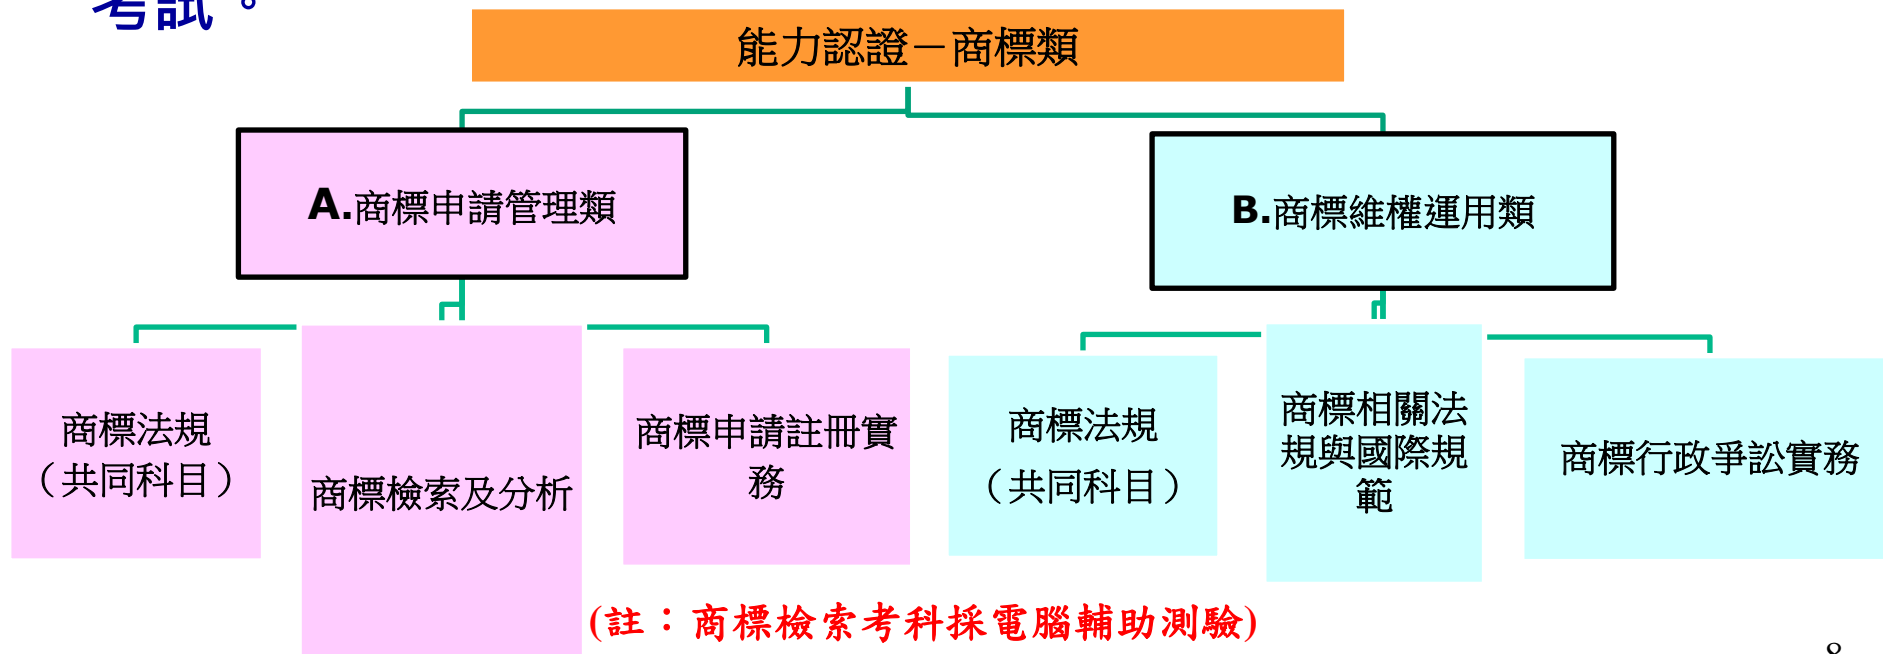 考試。
能力認證－商標類
A.商標申請管理類
B.商標維權運用類
商標法規
（共同科目）
商標檢索及分析
商標申請註冊實
務
商標法規
（共同科目）
商標相關法
規與國際規
範
商標行政爭訟實務
(註：商標檢索考科採電腦輔助測驗)
8